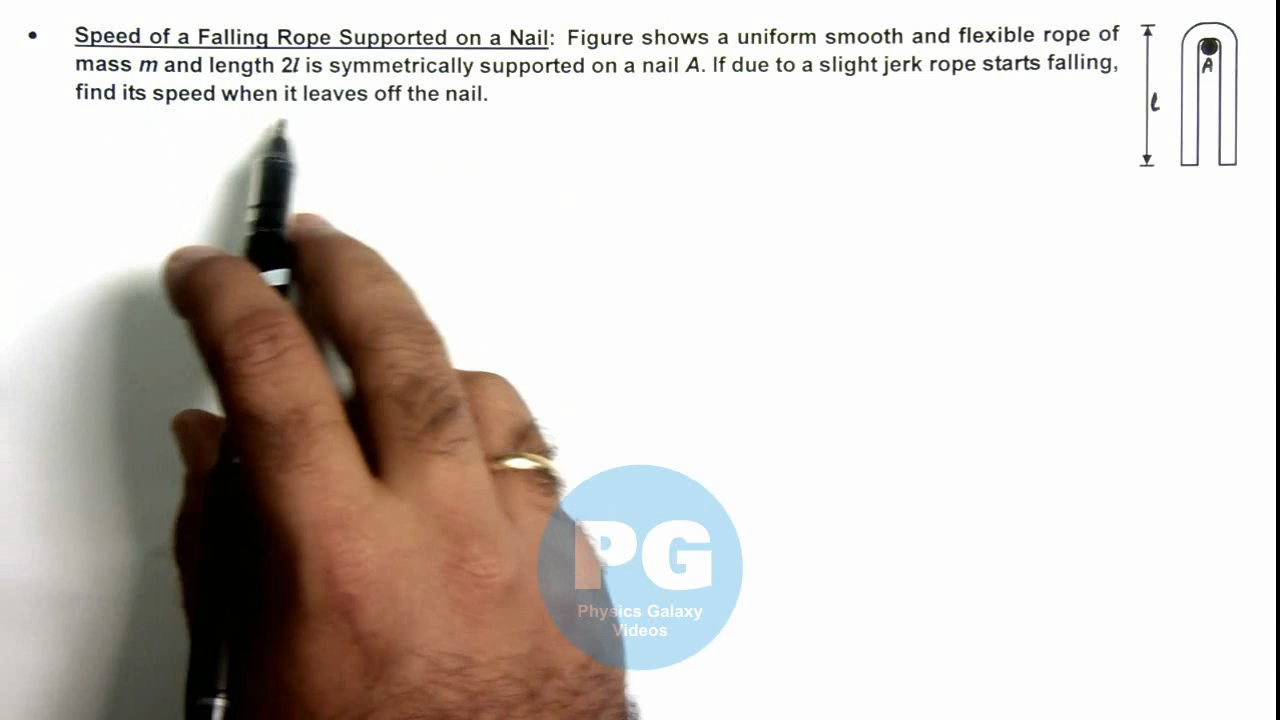 • Speed of a Falling Rope Supported on a Nail: Figure shows a uniform smooth and flexible rope of
mass m and length 2l is symmetrically supported on a nail A. If due to a slight jerk rope starts falling,
find its speed when it leaves off the nail.
A
l
PG
Physics Galaxy
Videos